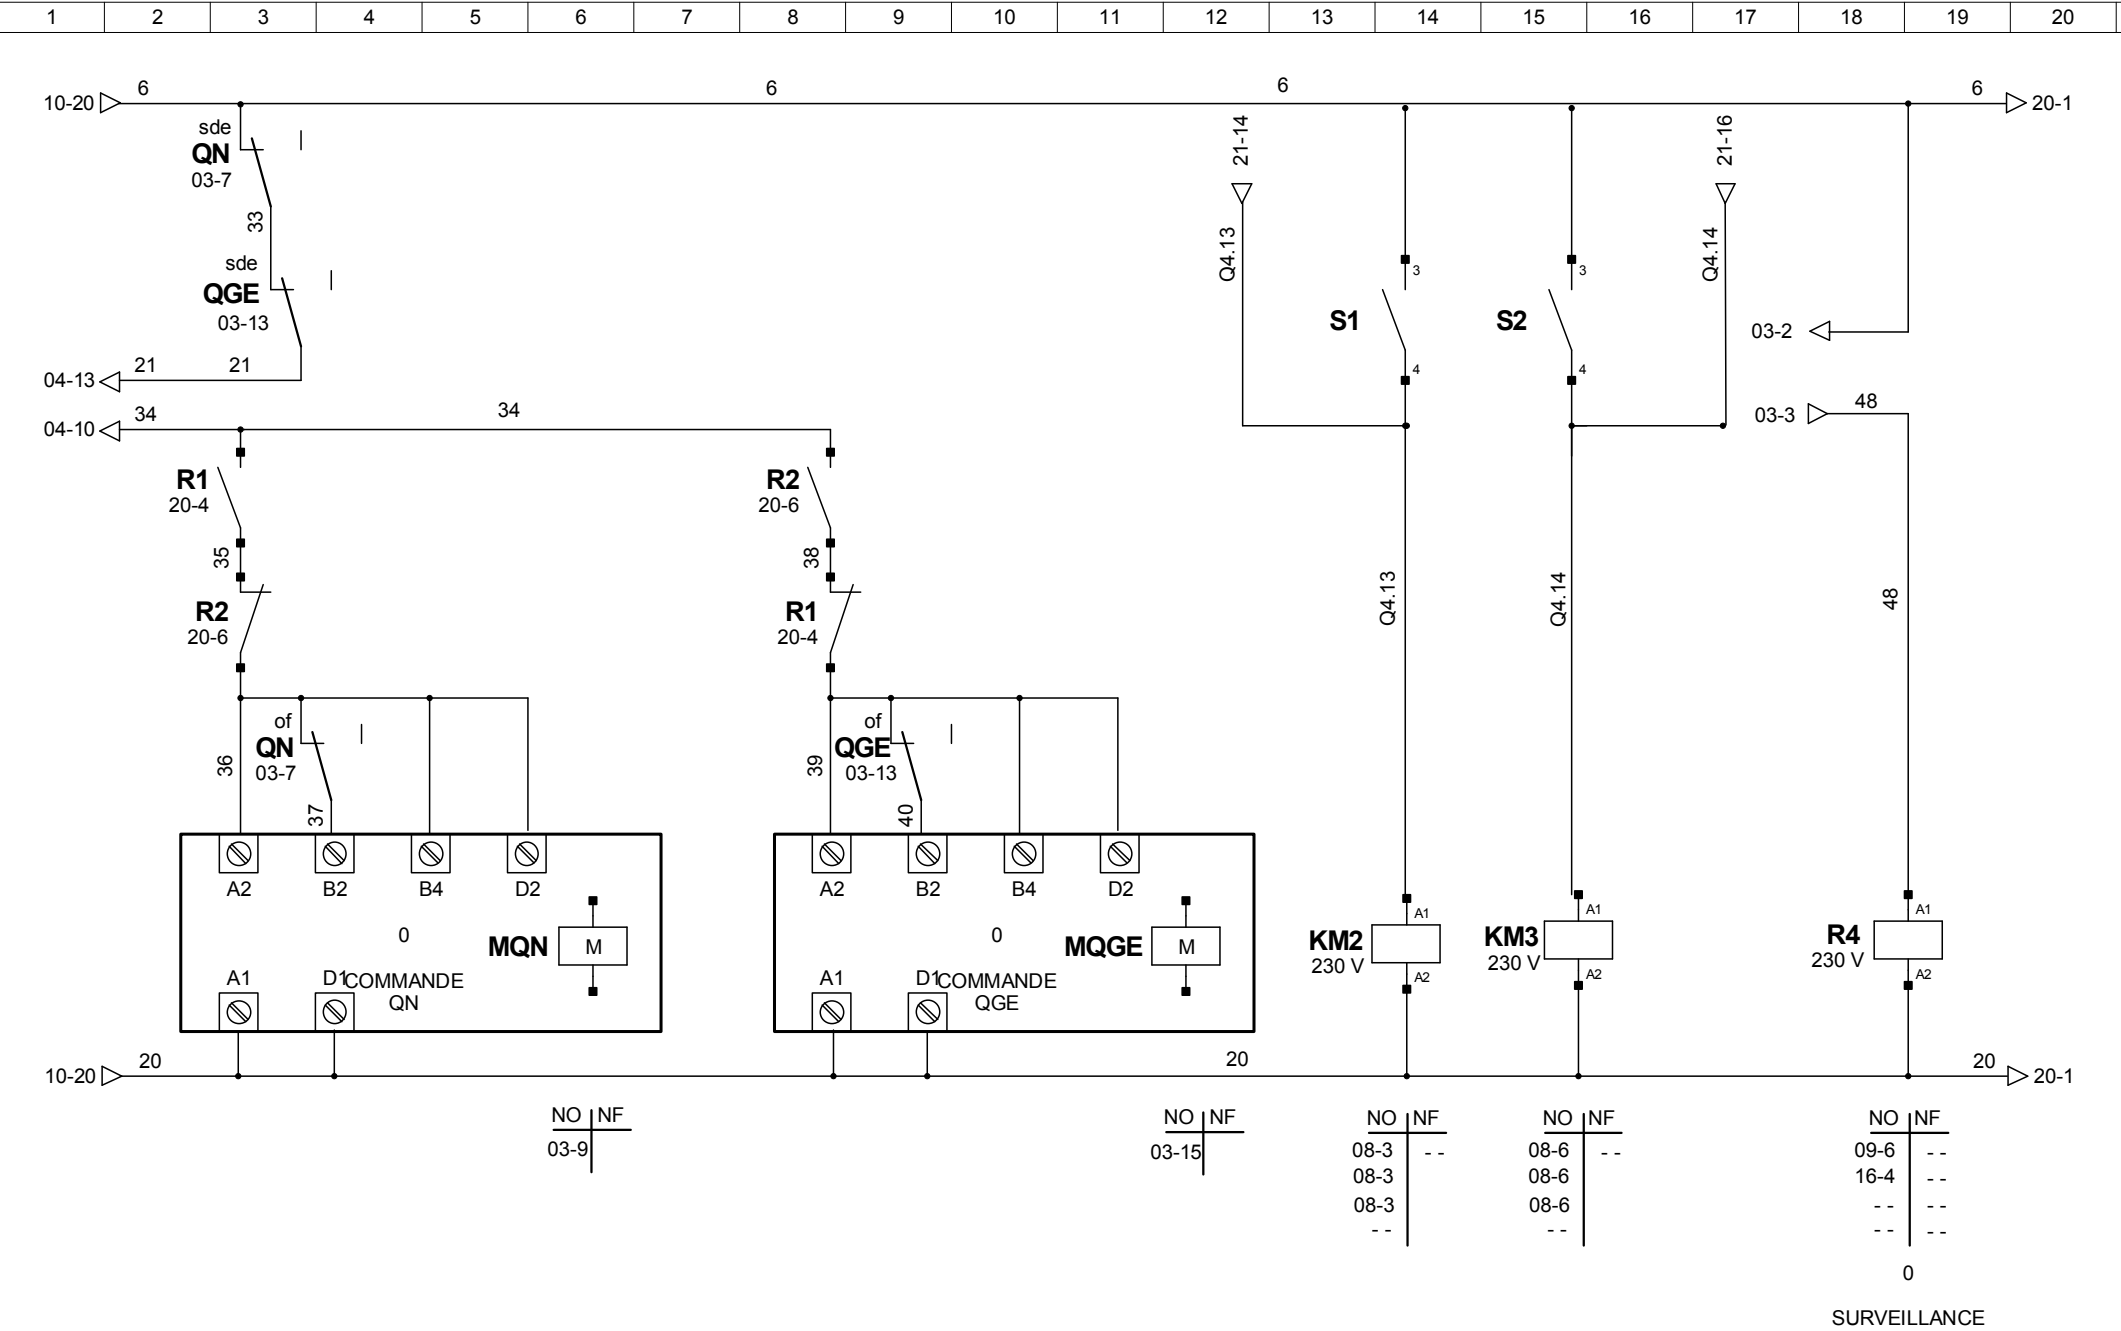 1 2 3 4 5 6 7 8 9 10 11 12 13 14 15 16 17 18 19 20
10-20 6 6 6 6 20-1
sde
QN
03-7
33
sde
QGE
03-13
04-13 21 21
04-10 34 34
R1
20-4
35
R2
20-6
R2
20-6
38
R1
20-4
of
QN
03-7
36
37
of
QGE
03-13
39
40
A2 B2 B4 D2
0
MQN M
A1 D1 COMMANDE
QN
A2 B2 B4 D2
0
MQGE M
A1 D1 COMMANDE
QGE
21-14
Q4.13
3
S1
4
Q4.13
3
S2
4
Q4.14
21-16
Q4.14
03-2
03-3 48
48
A1
KM2
230 V
A2
A1
KM3
230 V
A2
A1
R4
230 V
A2
10-20 20 20 20 20-1
NO NF
03-9
NO NF
03-15
NO NF
08-3 - -
08-3
08-3
- -
NO NF
08-6 - -
08-6
08-6
- -
NO NF
09-6 - -
16-4 - -
- - - -
- - - -
0
SURVEILLANCE